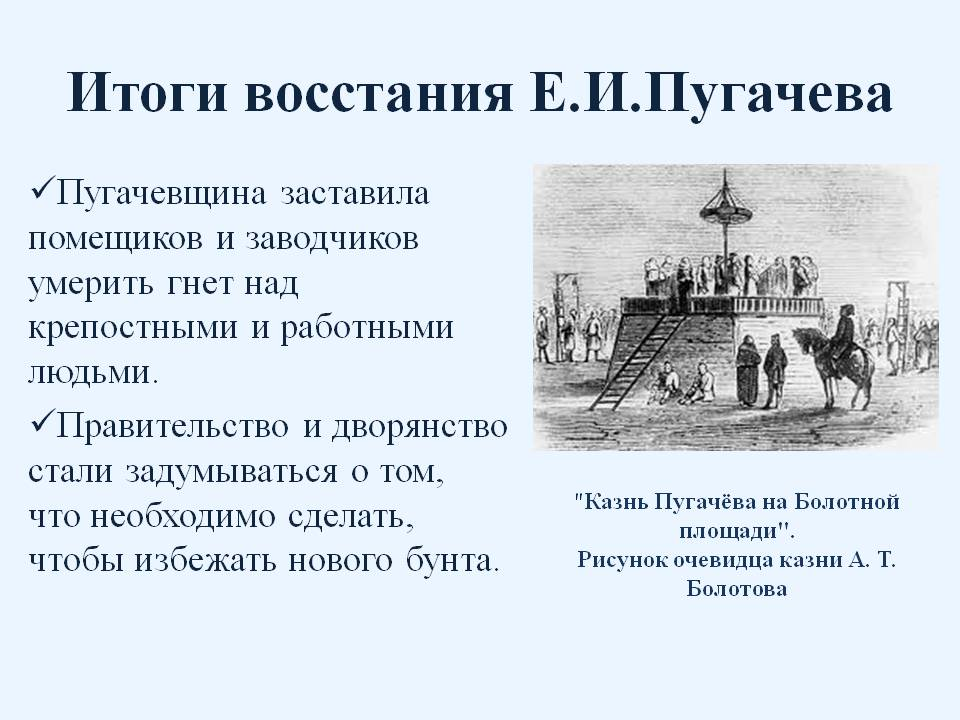 Итоги восстания Е.И.Пугачева
✓Пугачевщина заставила
помещиков и заводчиков
умерить гнет над
крепостными и работными
людьми.
✓Правительство и дворянство
стали задумываться о том,
что необходимо сделать,
чтобы избежать нового бунта.
"Казнь Пугачёва на Болотной
площади".
Рисунок очевидца казни А. Т.
Болотова